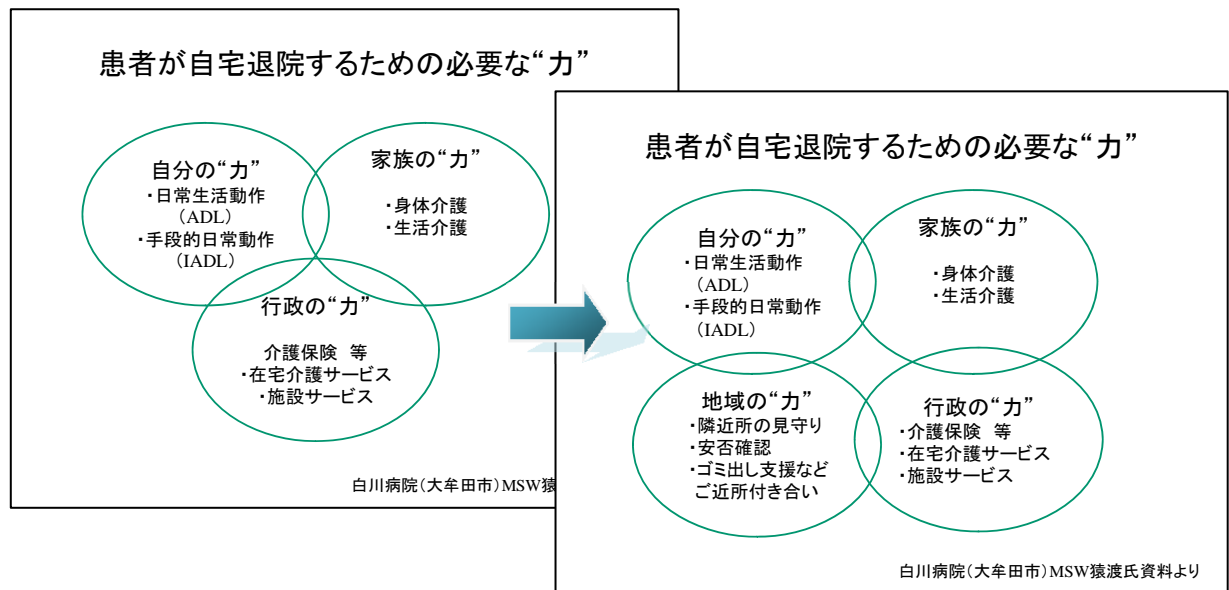 患者が自宅退院するための必要な“力”
自分の“力”
・日常生活動作
(ADL)
・手段的日常動作
(IADL)
家族の“力”
・身体介護
・生活介護
行政の“力”
介護保険 等
・在宅介護サービス
・施設サービス
白川病院(大牟田市)MSW猿
患者が自宅退院するための必要な“力”
自分の“力”
・日常生活動作
(ADL)
・手段的日常動作
(IADL)
家族の“力”
・身体介護
・生活介護
地域の“力”
・隣近所の見守り
・安否確認
・ゴミ出し支援など
ご近所付き合い
行政の“力”
・介護保険 等
・在宅介護サービス
・施設サービス
白川病院(大牟田市)MSW猿渡氏資料より